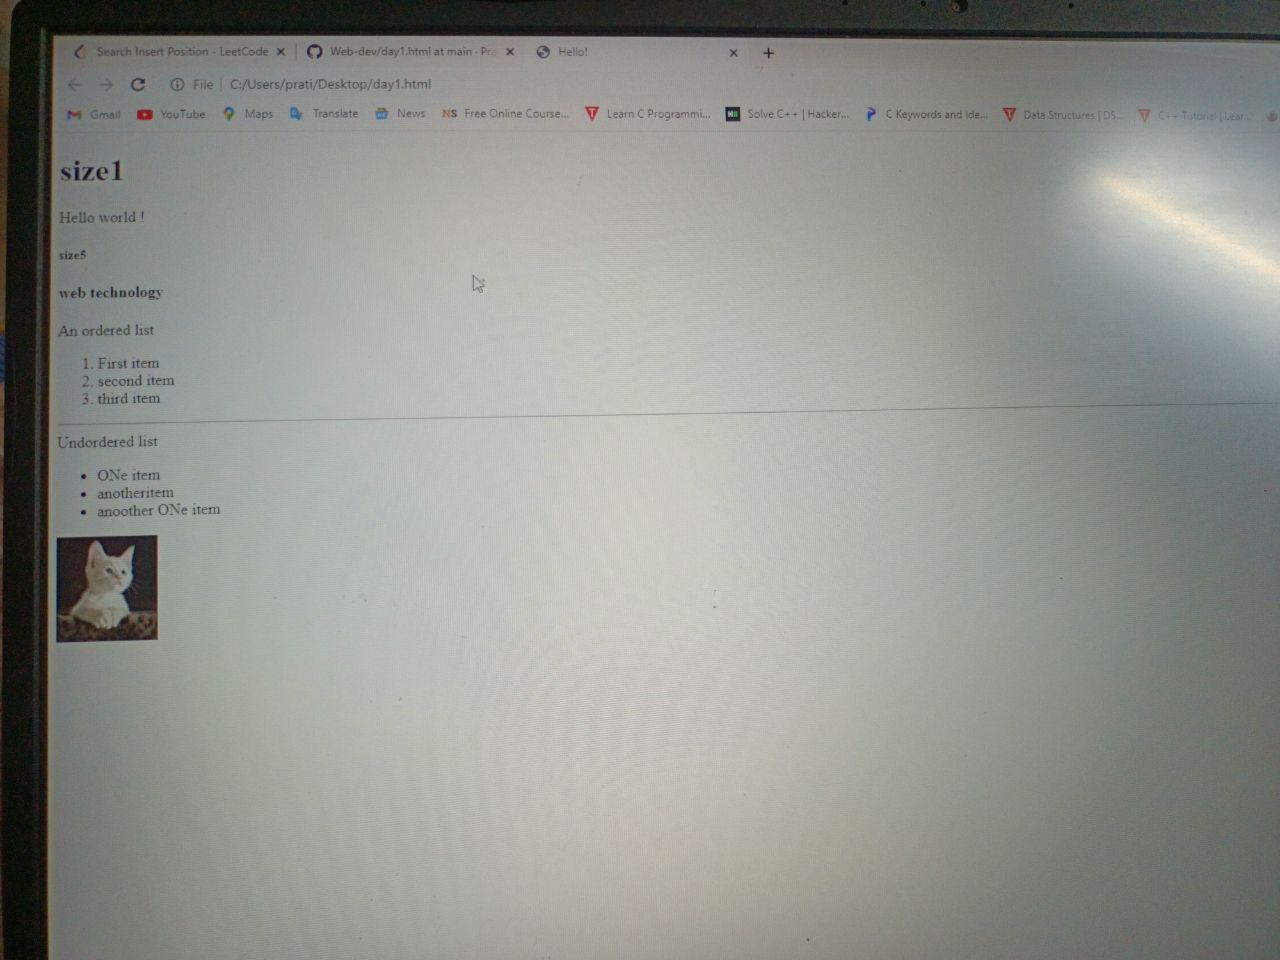 Search Insert Position - LeetCode
Web-dev/day1.html at main · Pra
Hello!
File C:/Users/prati/Desktop/day1.html
Gmail YouTube Maps Translate News NS Free Online Course... Learn C Programmi... H Solve C++ | Hacker... P C Keywords and Ide... Data Structures | DS... C++ Tutorial | Lear...
size1
Hello world !
size5
web technology
An ordered list
1. First item
2. second item
3. third item
Undordered list
• ONe item
• anotheritem
• anoother ONe item